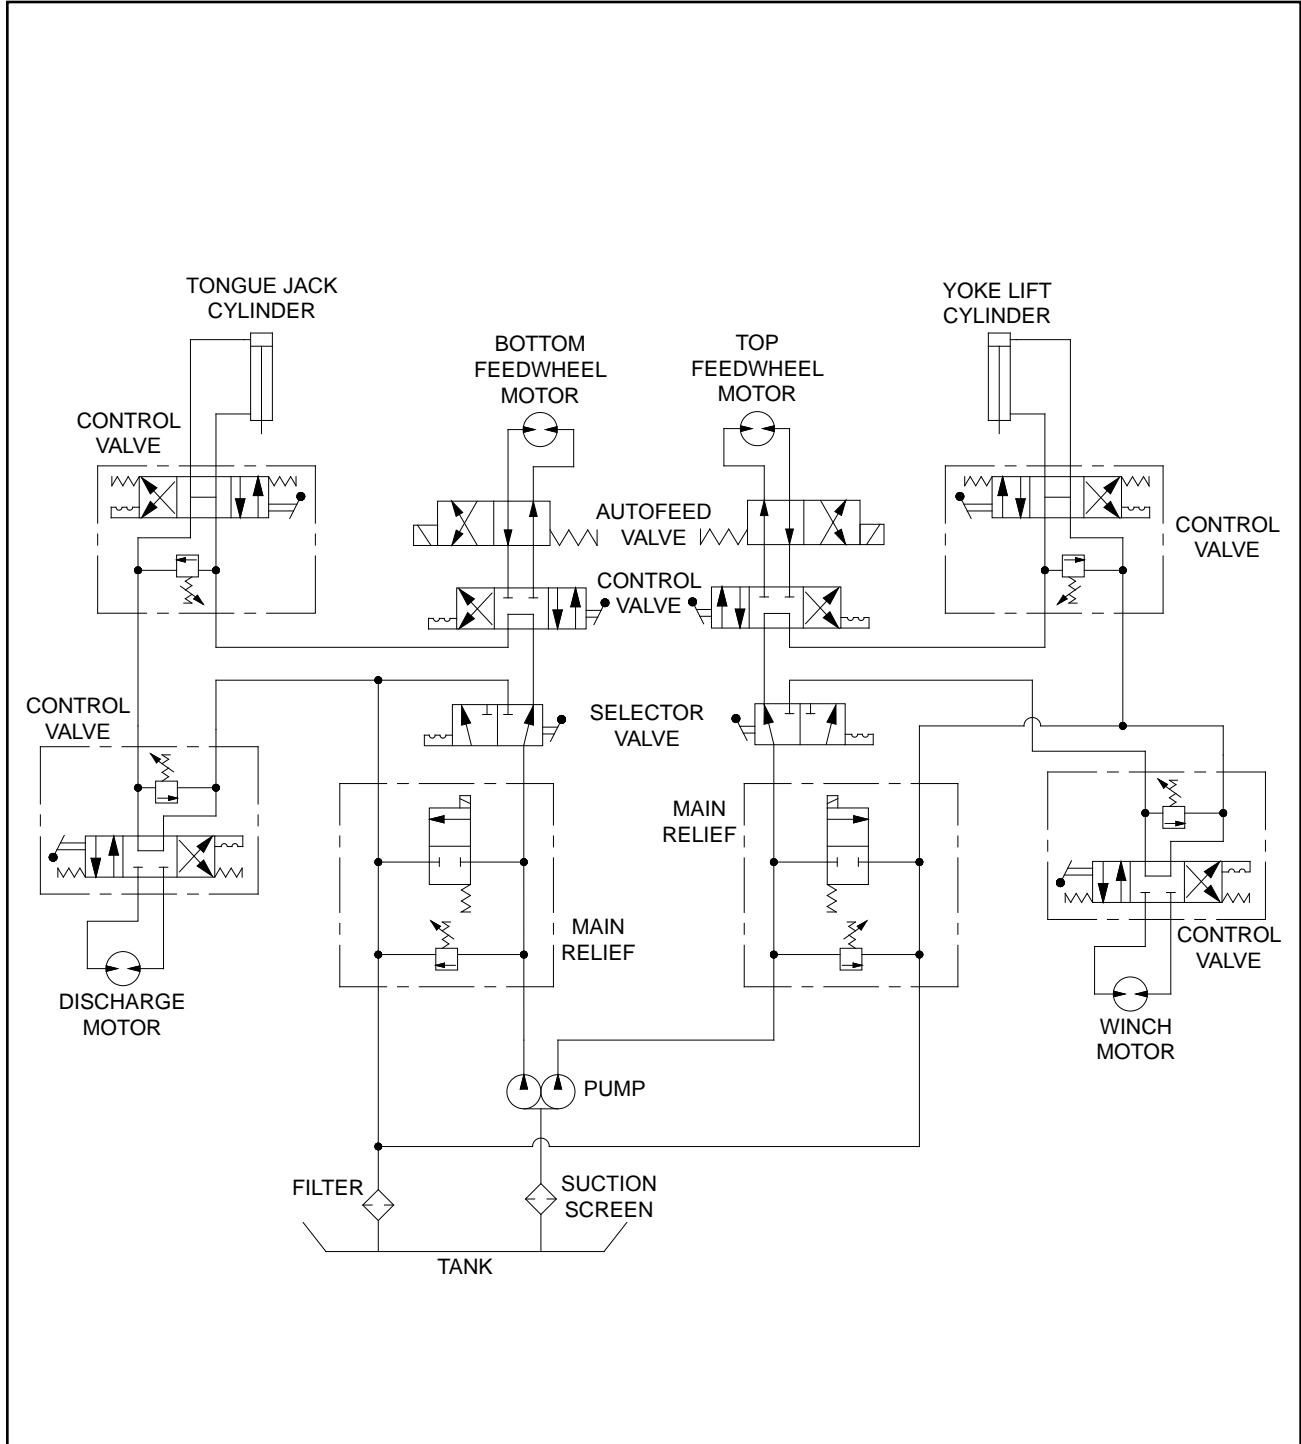 TONGUE JACK
CYLINDER
YOKE LIFT
CYLINDER
BOTTOM
FEEDWHEEL
MOTOR
TOP
FEEDWHEEL
MOTOR
CONTROL
VALVE
AUTOFEED
VALVE
CONTROL
VALVE
CONTROL
VALVE
CONTROL
VALVE
SELECTOR
VALVE
MAIN
RELIEF
MAIN
RELIEF
CONTROL
VALVE
DISCHARGE
MOTOR
WINCH
MOTOR
PUMP
FILTER
SUCTION
SCREEN
TANK